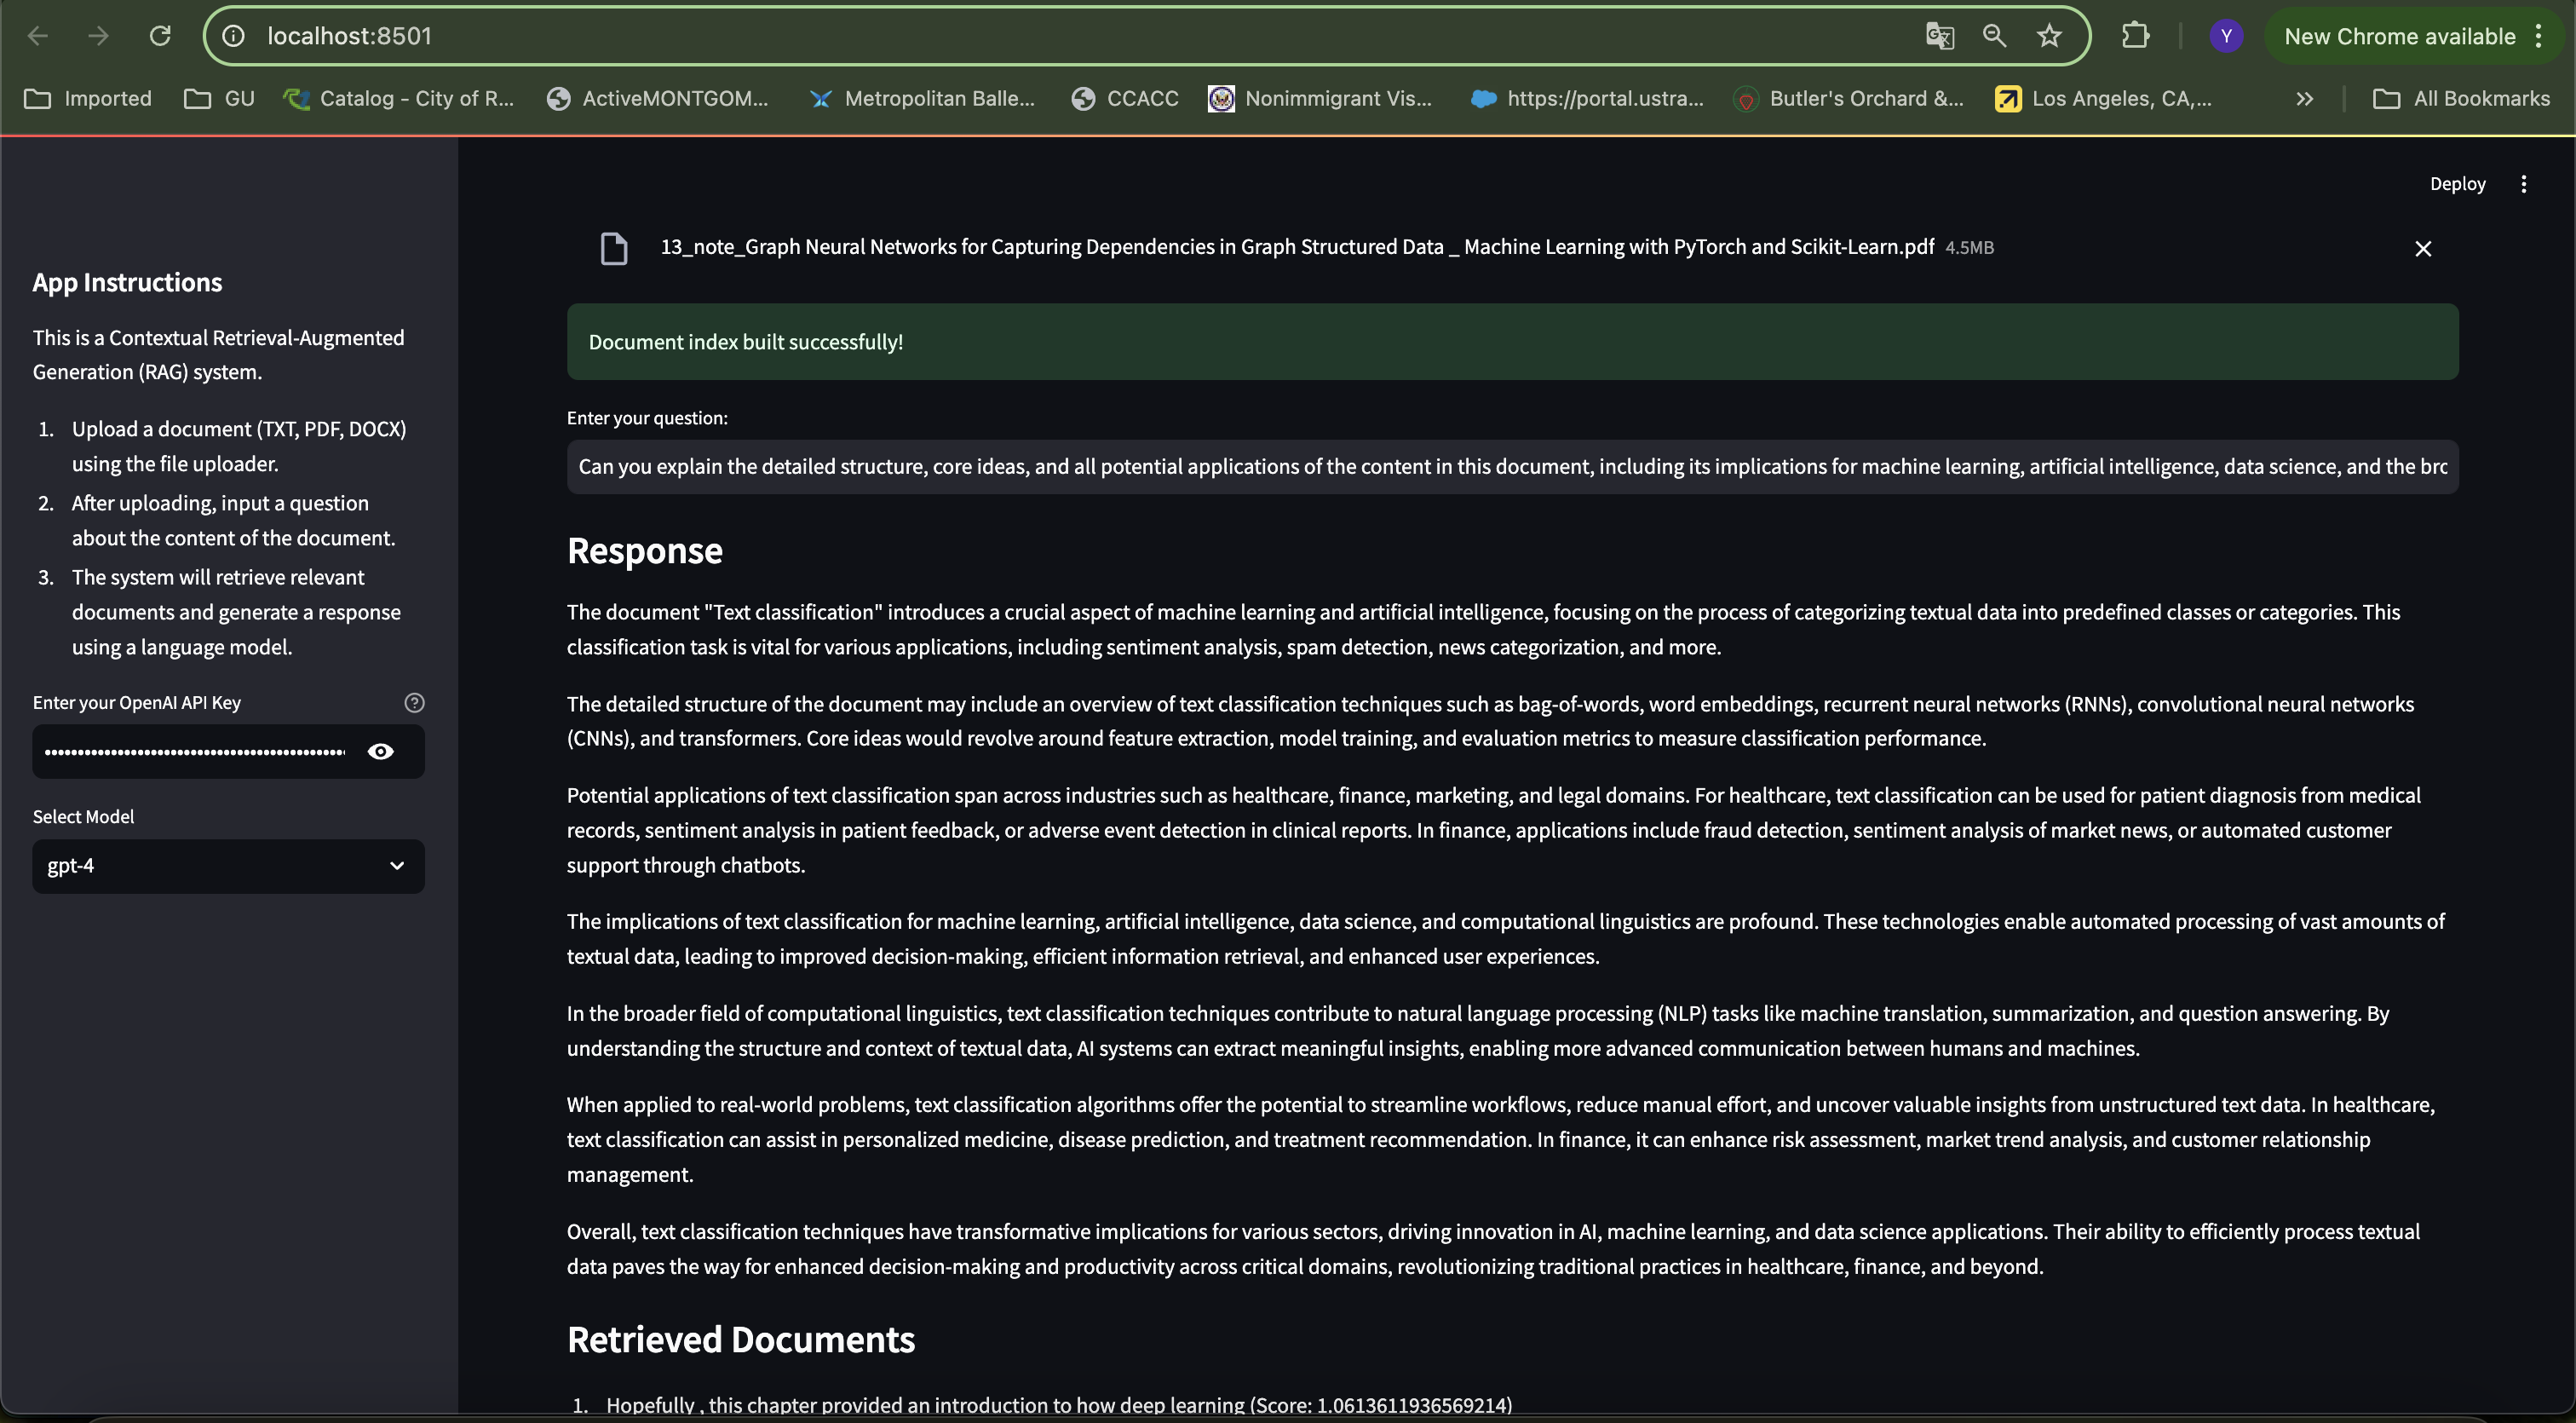 localhost:8501
New Chrome available
Imported
GU
Catalog - City of R...
ActiveMONTGOM...
Metropolitan Balle...
CCACC
Nonimmigrant Vis...
https://portal.ustra...
Butler's Orchard &...
Los Angeles, CA,...
All Bookmarks
Deploy
App Instructions
This is a Contextual Retrieval-Augmented
Generation (RAG) system.
1. Upload a document (TXT, PDF, DOCX)
using the file uploader.
2. After uploading, input a question
about the content of the document.
3. The system will retrieve relevant
documents and generate a response
using a language model.
Enter your OpenAI API Key
Select Model
gpt-4
13_note_Graph Neural Networks for Capturing Dependencies in Graph Structured Data _ Machine Learning with PyTorch and Scikit-Learn.pdf 4.5MB
Document index built successfully!
Enter your question:
Can you explain the detailed structure, core ideas, and all potential applications of the content in this document, including its implications for machine learning, artificial intelligence, data science, and the brc
Response
The document "Text classification" introduces a crucial aspect of machine learning and artificial intelligence, focusing on the process of categorizing textual data into predefined classes or categories. This
classification task is vital for various applications, including sentiment analysis, spam detection, news categorization, and more.
The detailed structure of the document may include an overview of text classification techniques such as bag-of-words, word embeddings, recurrent neural networks (RNNs), convolutional neural networks
(CNNs), and transformers. Core ideas would revolve around feature extraction, model training, and evaluation metrics to measure classification performance.
Potential applications of text classification span across industries such as healthcare, finance, marketing, and legal domains. For healthcare, text classification can be used for patient diagnosis from medical
records, sentiment analysis in patient feedback, or adverse event detection in clinical reports. In finance, applications include fraud detection, sentiment analysis of market news, or automated customer
support through chatbots.
The implications of text classification for machine learning, artificial intelligence, data science, and computational linguistics are profound. These technologies enable automated processing of vast amounts of
textual data, leading to improved decision-making, efficient information retrieval, and enhanced user experiences.
In the broader field of computational linguistics, text classification techniques contribute to natural language processing (NLP) tasks like machine translation, summarization, and question answering. By
understanding the structure and context of textual data, AI systems can extract meaningful insights, enabling more advanced communication between humans and machines.
When applied to real-world problems, text classification algorithms offer the potential to streamline workflows, reduce manual effort, and uncover valuable insights from unstructured text data. In healthcare,
text classification can assist in personalized medicine, disease prediction, and treatment recommendation. In finance, it can enhance risk assessment, market trend analysis, and customer relationship
management.
Overall, text classification techniques have transformative implications for various sectors, driving innovation in AI, machine learning, and data science applications. Their ability to efficiently process textual
data paves the way for enhanced decision-making and productivity across critical domains, revolutionizing traditional practices in healthcare, finance, and beyond.
Retrieved Documents
1. Hopefully , this chapter provided an introduction to how deep learning (Score: 1.0613611936569214)